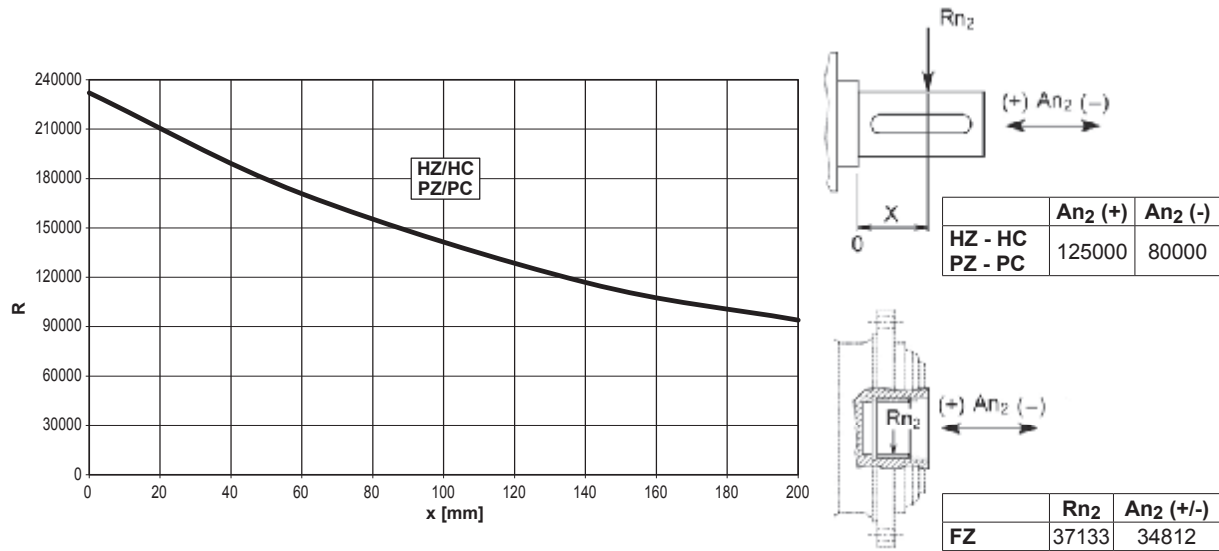 240000
210000
180000
150000
120000
90000
60000
30000
0
R
0 20 40 60 80 100 120 140 160 180 200
x [mm]
HZ/HC
PZ/PC
Rn2
(+) An2 (–)
X
0
An2 (+) An2 (-)
HZ - HC
PZ - PC
125000 80000
Rn2
(+) An2 (–)
Rn2 An2 (+/-)
FZ 37133 34812